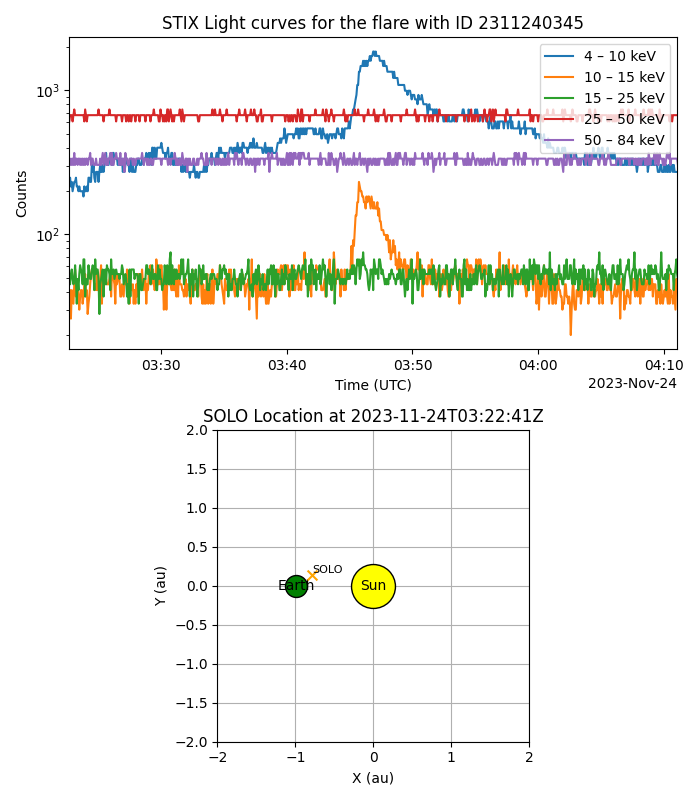 STIX Light curves for the flare with ID 2311240345
4 – 10 keV
10 – 15 keV
15 – 25 keV
25 – 50 keV
50 – 84 keV
10³
10²
Counts
03:30 03:40 03:50 04:00 04:10
Time (UTC)
2023-Nov-24
SOLO Location at 2023-11-24T03:22:41Z
2.0
1.5
1.0
0.5
0.0
−0.5
−1.0
−1.5
−2.0
Y (au)
SOLO
Earth
Sun
−2 −1 0 1 2
X (au)